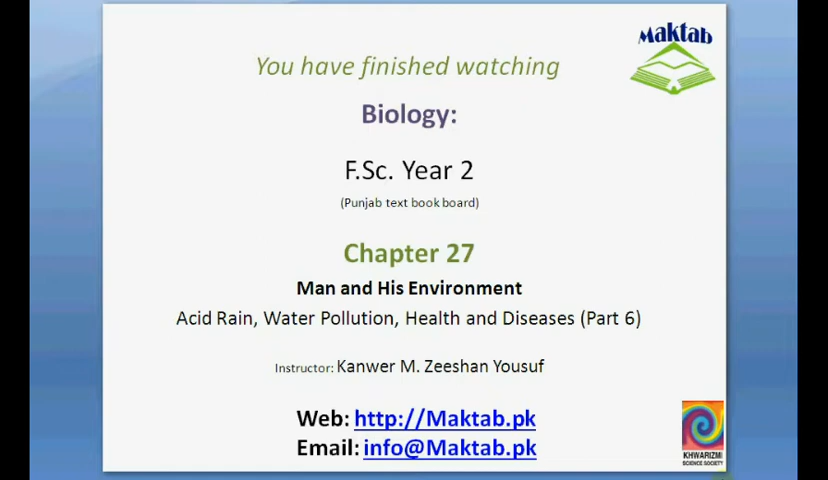 Maktab
You have finished watching
Biology:
F.Sc. Year 2
(Punjab text book board)
Chapter 27
Man and His Environment
Acid Rain, Water Pollution, Health and Diseases (Part 6)
Instructor: Kanwer M. Zeeshan Yousuf
Web: http://Maktab.pk
Email: info@Maktab.pk
KHWARIZMI
SCIENCE SOCIETY